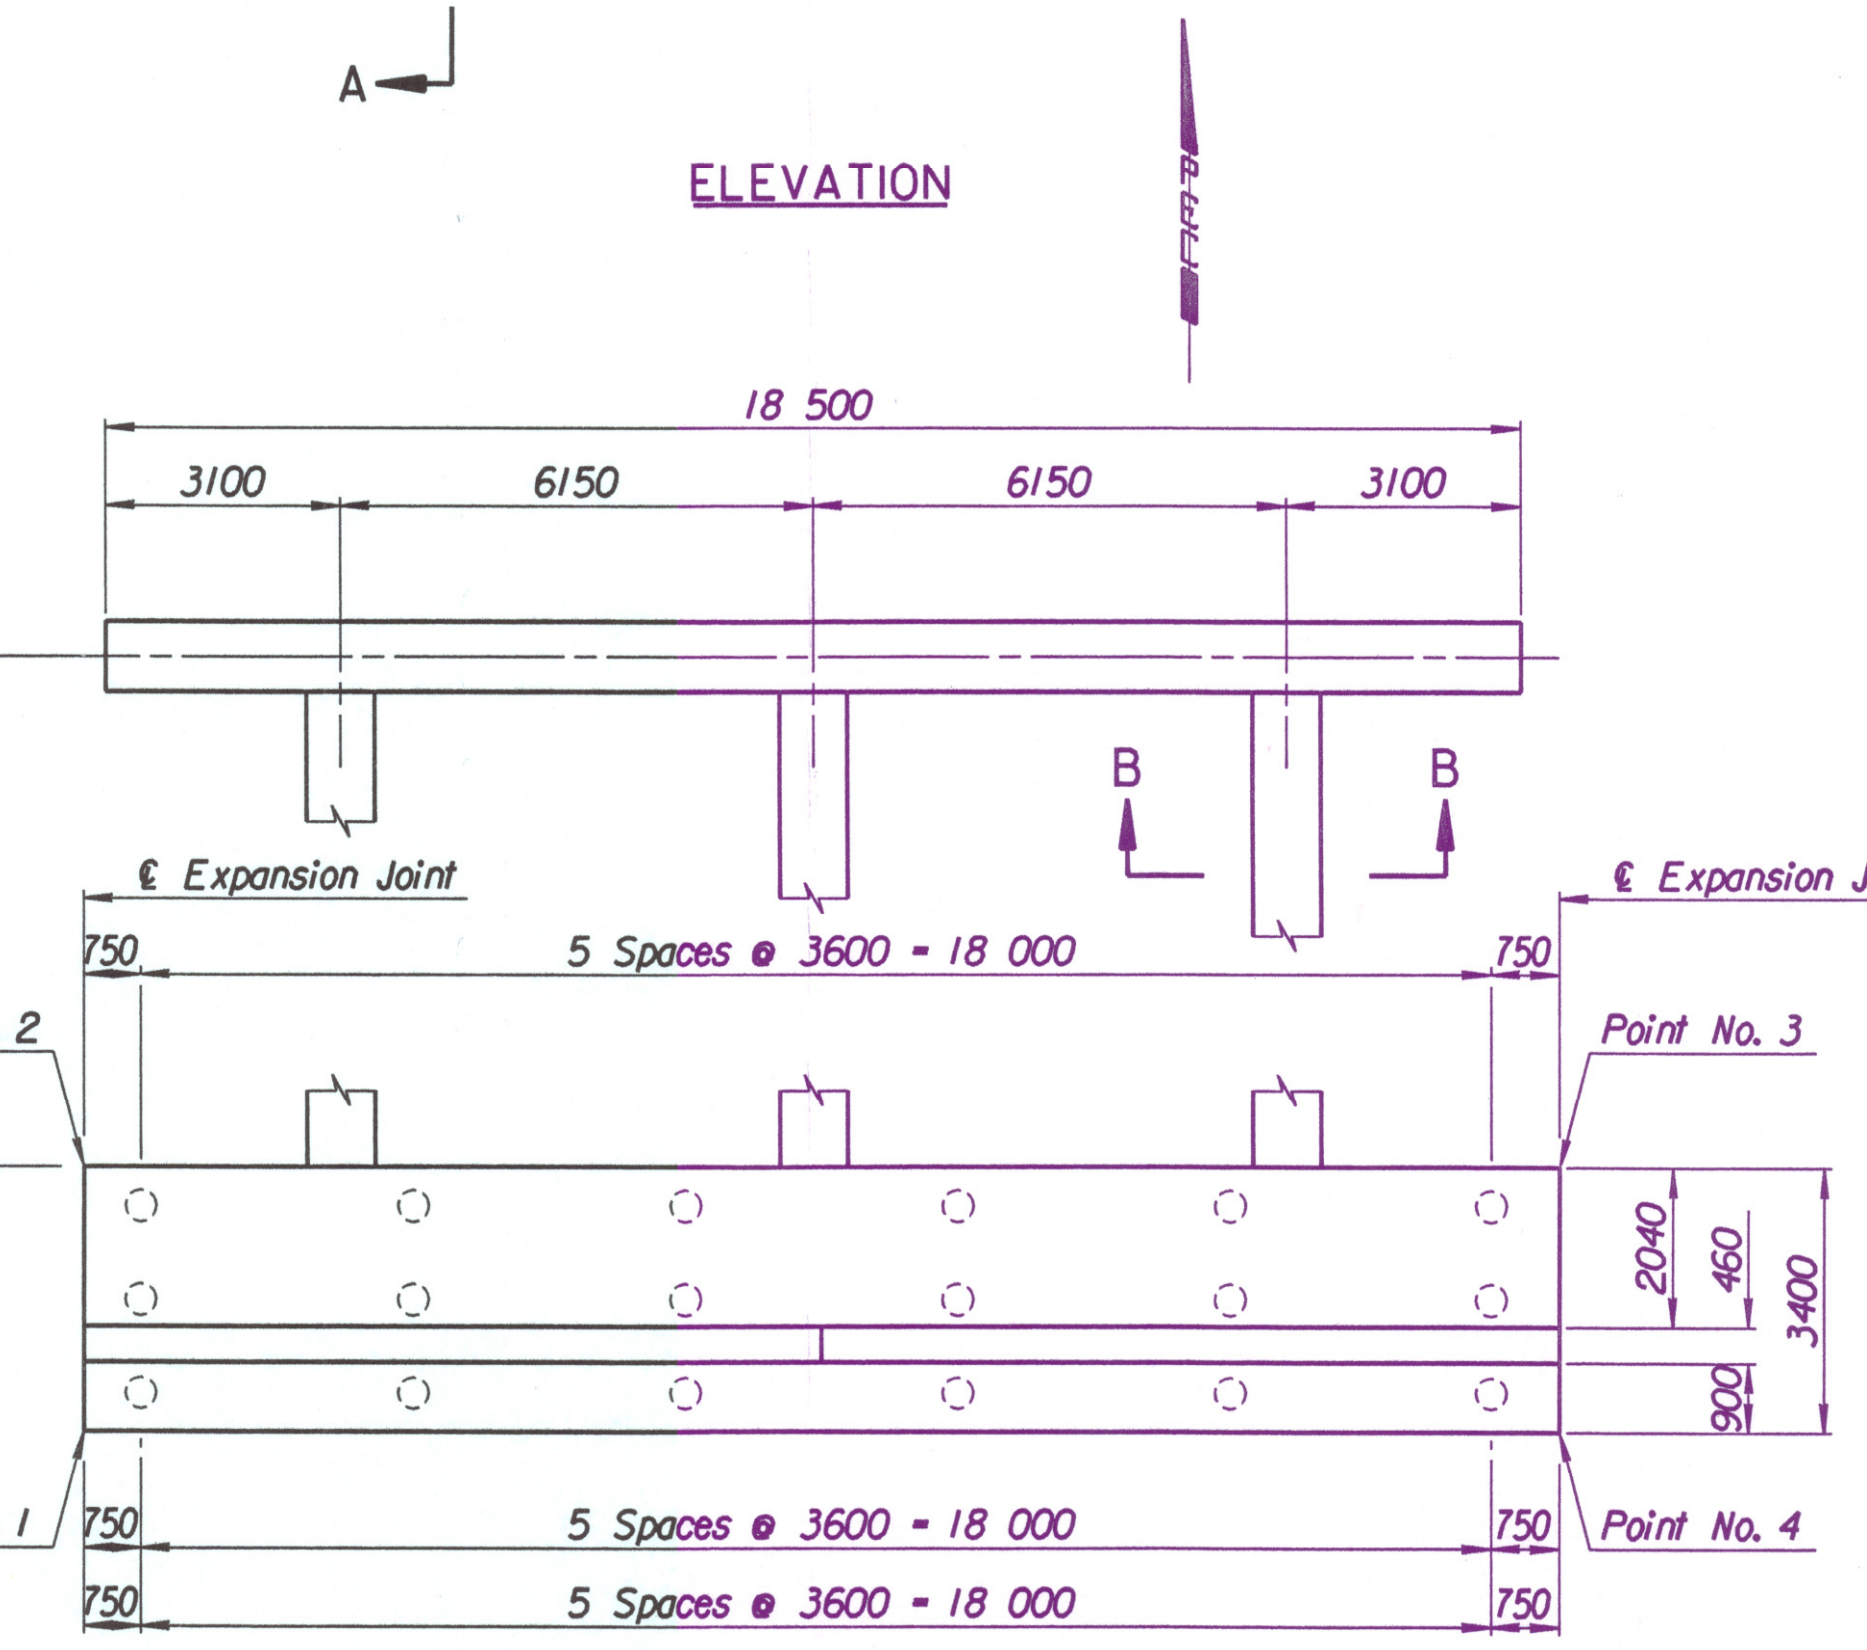 A
ELEVATION
18 500
3100 6150 6150 3100
B B
℄ Expansion Joint
℄ Expansion J
750 5 Spaces @ 3600 = 18 000 750
2
Point No. 3
2040
460
3400
900
1
750 5 Spaces @ 3600 = 18 000 750
Point No. 4
750 5 Spaces @ 3600 = 18 000 750